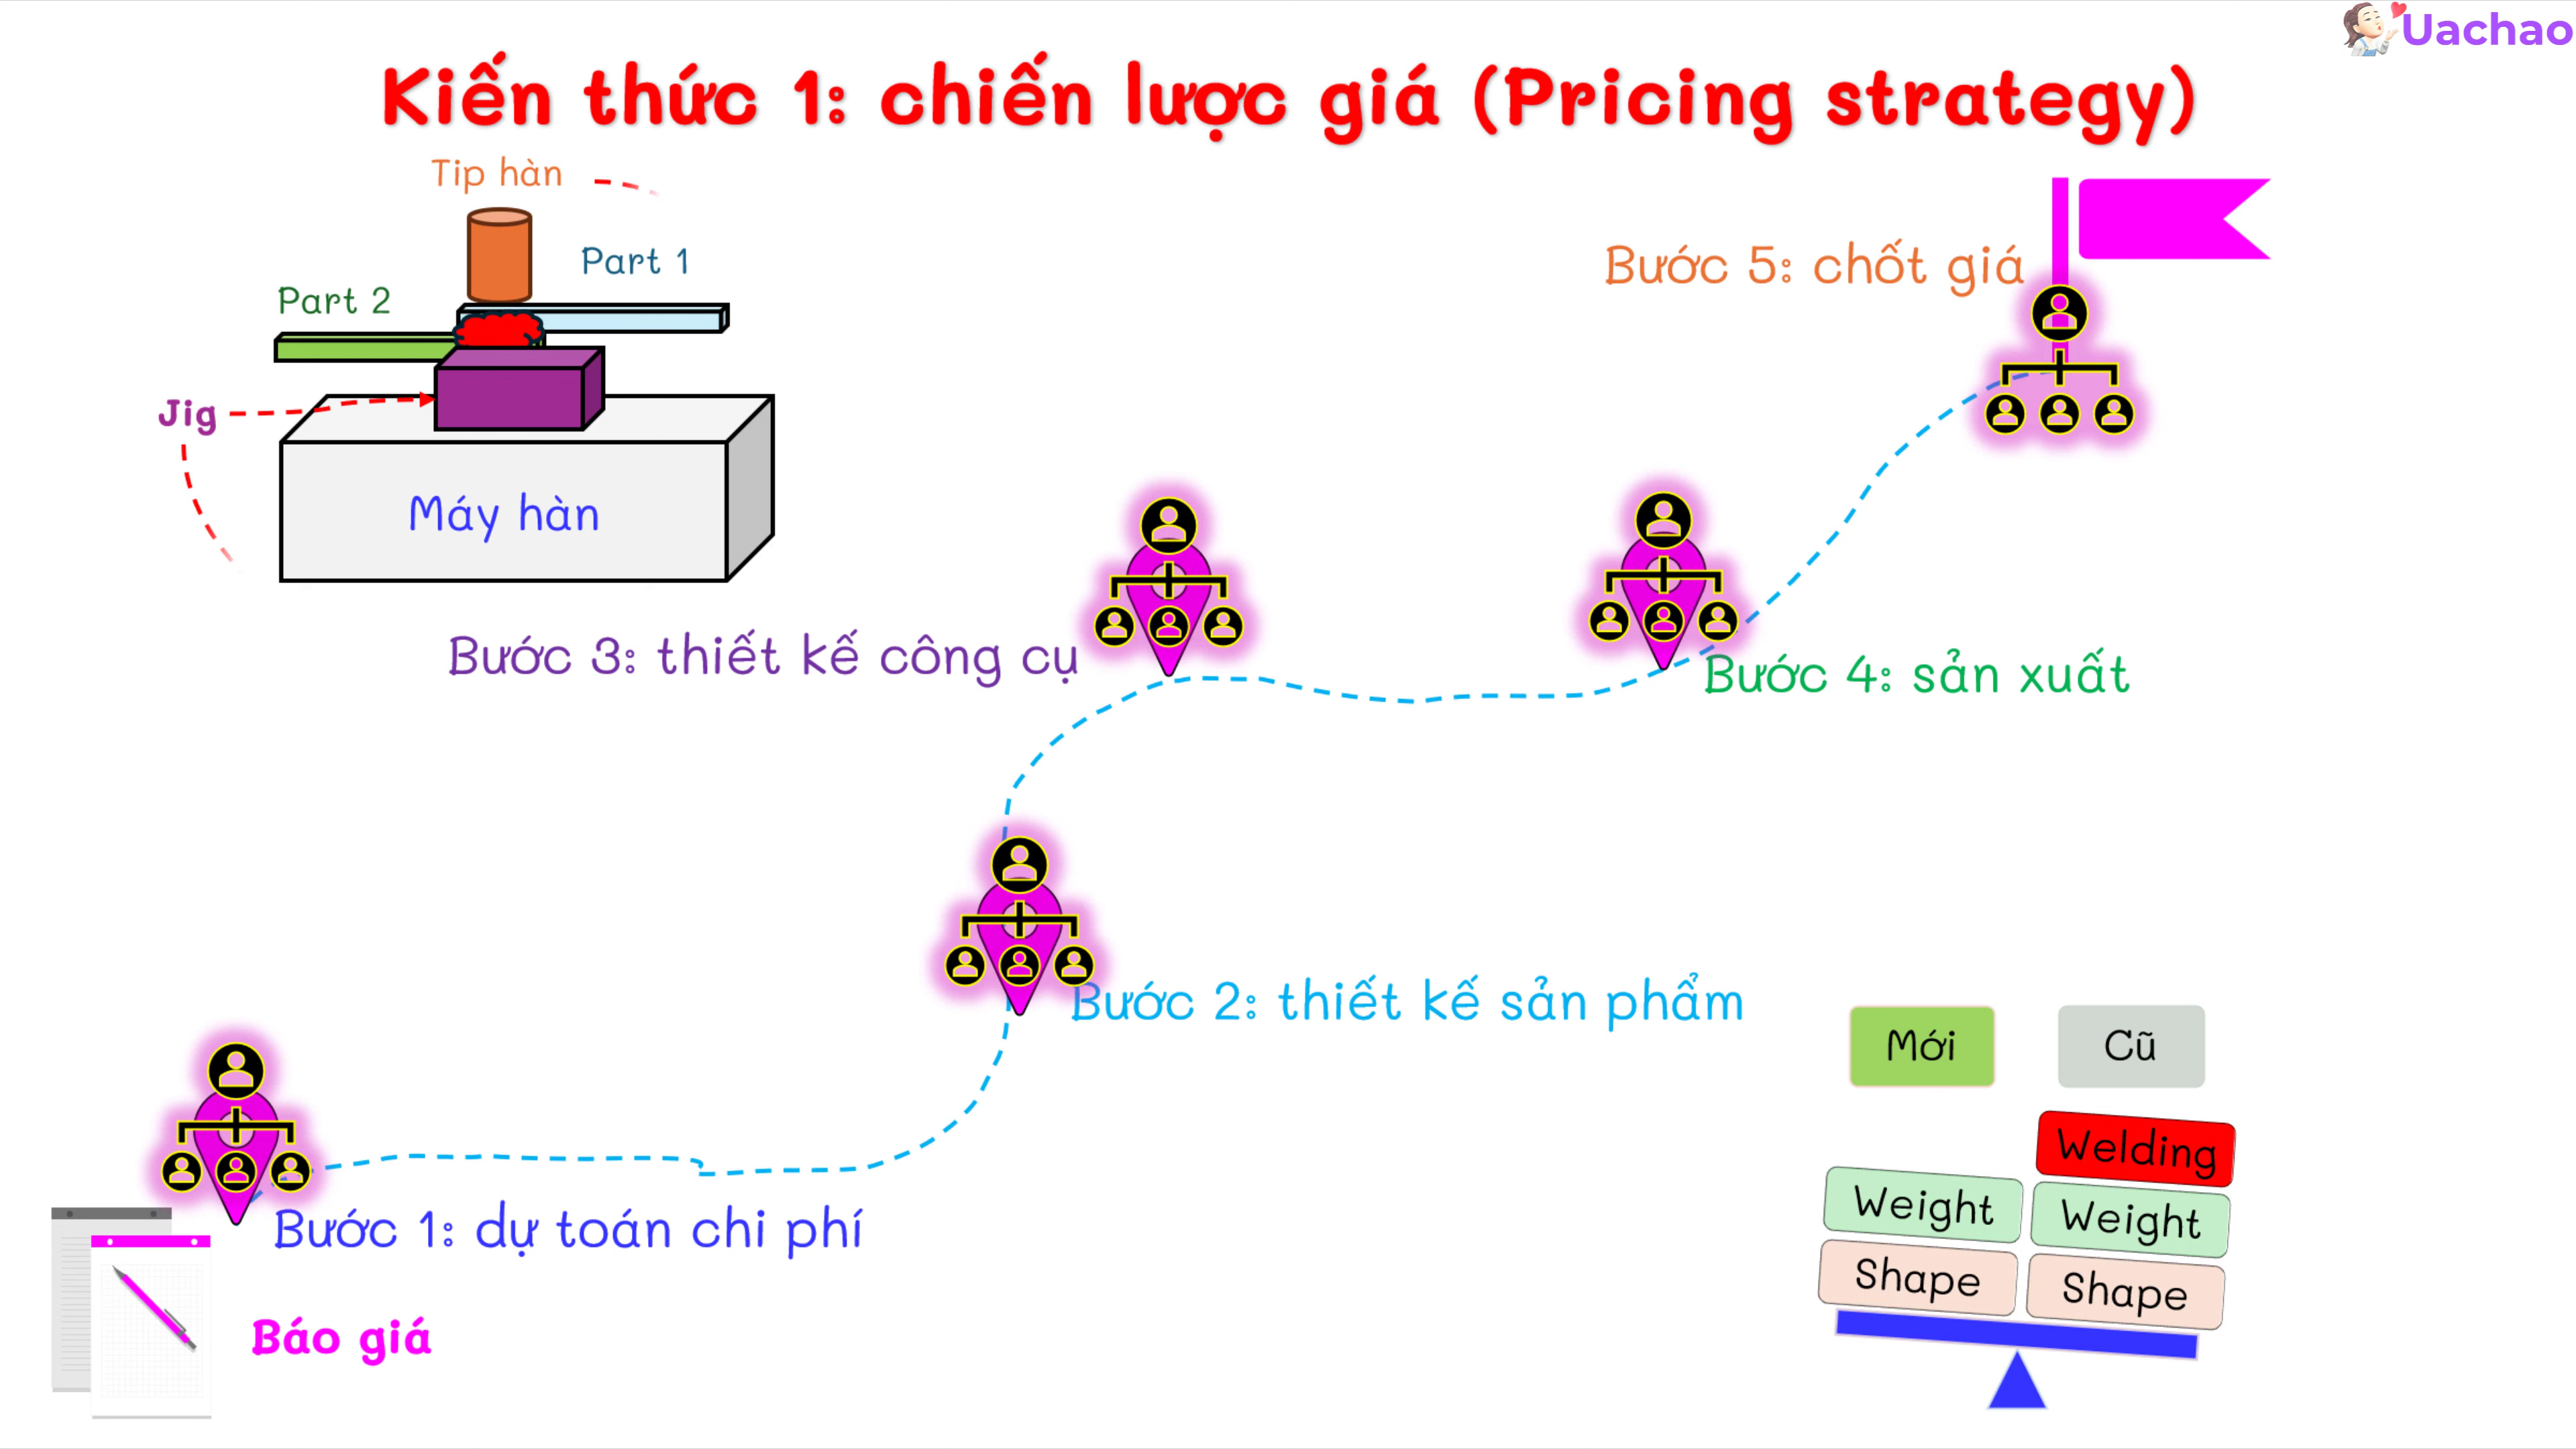 Uachao
Kiến thức 1: chiến lược giá (Pricing strategy)
Tip hàn
Part 1
Part 2
Jig
Máy hàn
Bước 5: chốt giá
Bước 3: thiết kế công cụ
Bước 4: sản xuất
Bước 2: thiết kế sản phẩm
Bước 1: dự toán chi phí
Báo giá
Mới
Cũ
Welding
Weight
Weight
Shape
Shape